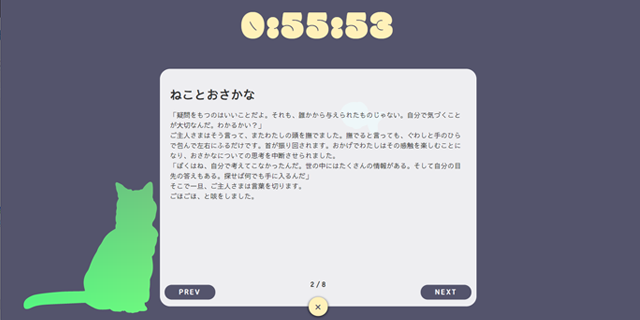 0:55:53
ねことおさかな
「疑問をもつのはいいことだよ。それも、誰かから与えられたものじゃない。自分で気づくこと
が大切なんだ。わかるかい？」
ご主人さまはそう言って、またわたしの頭を撫でました。撫でると言っても、ぐわしと手のひら
で包んで左右にふるだけです。首が振り回されます。おかげでわたしはその感触を楽しむことに
なり、おさかなについての思考を中断させられました。
「ぼくはね、自分で考えてこなかったんだ。世の中にはたくさんの情報がある。そして自分の目
先の答えもある。探せば何でも手に入るんだ」
そこで一旦、ご主人さまは言葉を切ります。
ごほごほ、と咳をしました。
2/8
PREV
NEXT
×